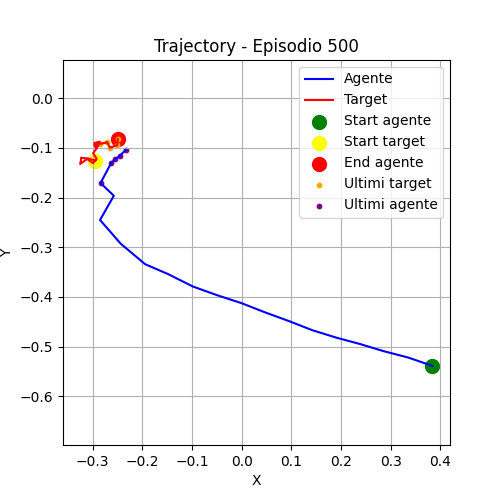 Trajectory - Episodio 500
Agente
Target
Start agente
Start target
End agente
Ultimi target
Ultimi agente
0.0
−0.1
−0.2
−0.3
−0.4
−0.5
−0.6
Y
−0.3
−0.2
−0.1
0.0
0.1
0.2
0.3
0.4
X